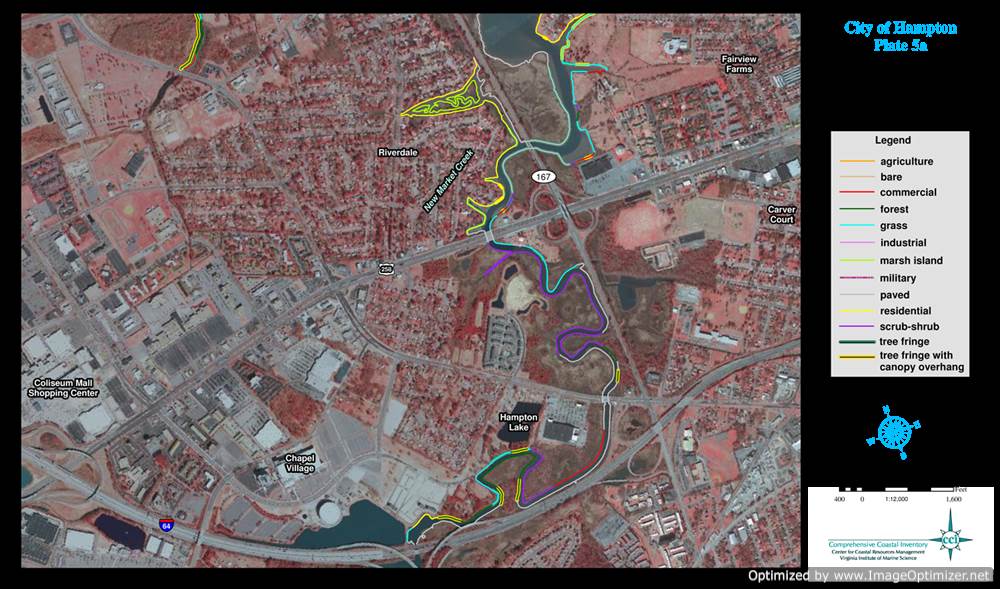 City of Hampton
Plate 5a
Fairview
Farms
Riverdale
New Market Creek
167
Carver
Court
258
Coliseum Mall
Shopping Center
Hampton
Lake
Chapel
Village
64
Legend
agriculture
bare
commercial
forest
grass
industrial
marsh island
military
paved
residential
scrub-shrub
tree fringe
tree fringe with
canopy overhang
N
E
S
W
Feet
400 0 1:12,000 1,600
Comprehensive Coastal Inventory
Center for Coastal Resources Management
Virginia Institute of Marine Science
cci
Optimized by www.ImageOptimizer.net